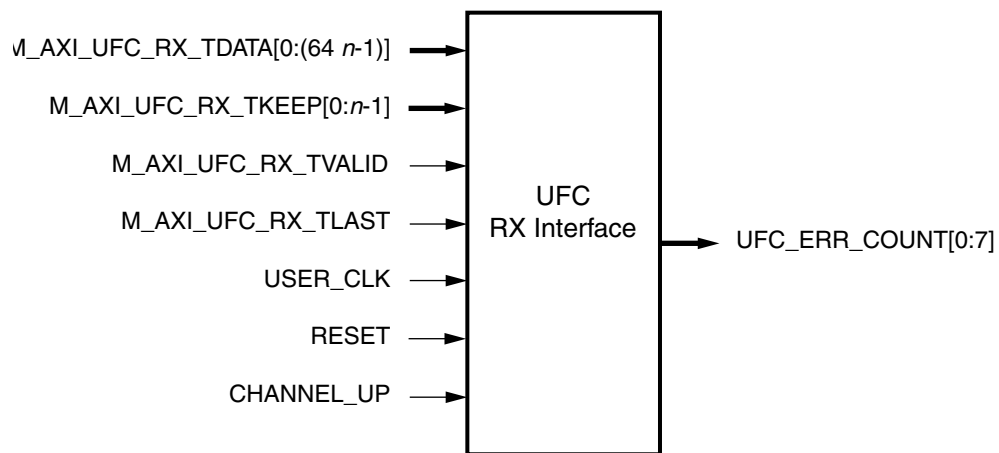 M_AXI_UFC_RX_TDATA[0:(64 n-1)]
M_AXI_UFC_RX_TKEEP[0:n-1]
M_AXI_UFC_RX_TVALID
M_AXI_UFC_RX_TLAST
USER_CLK
RESET
CHANNEL_UP
UFC
RX Interface
UFC_ERR_COUNT[0:7]